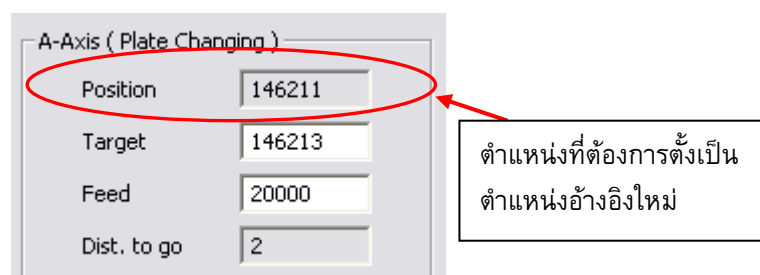 A-Axis ( Plate Changing )
Position 146211
Target 146213
Feed 20000
Dist. to go 2
ตำแหน่งที่ต้องการตั้งเป็น
ตำแหน่งอ้างอิงใหม่